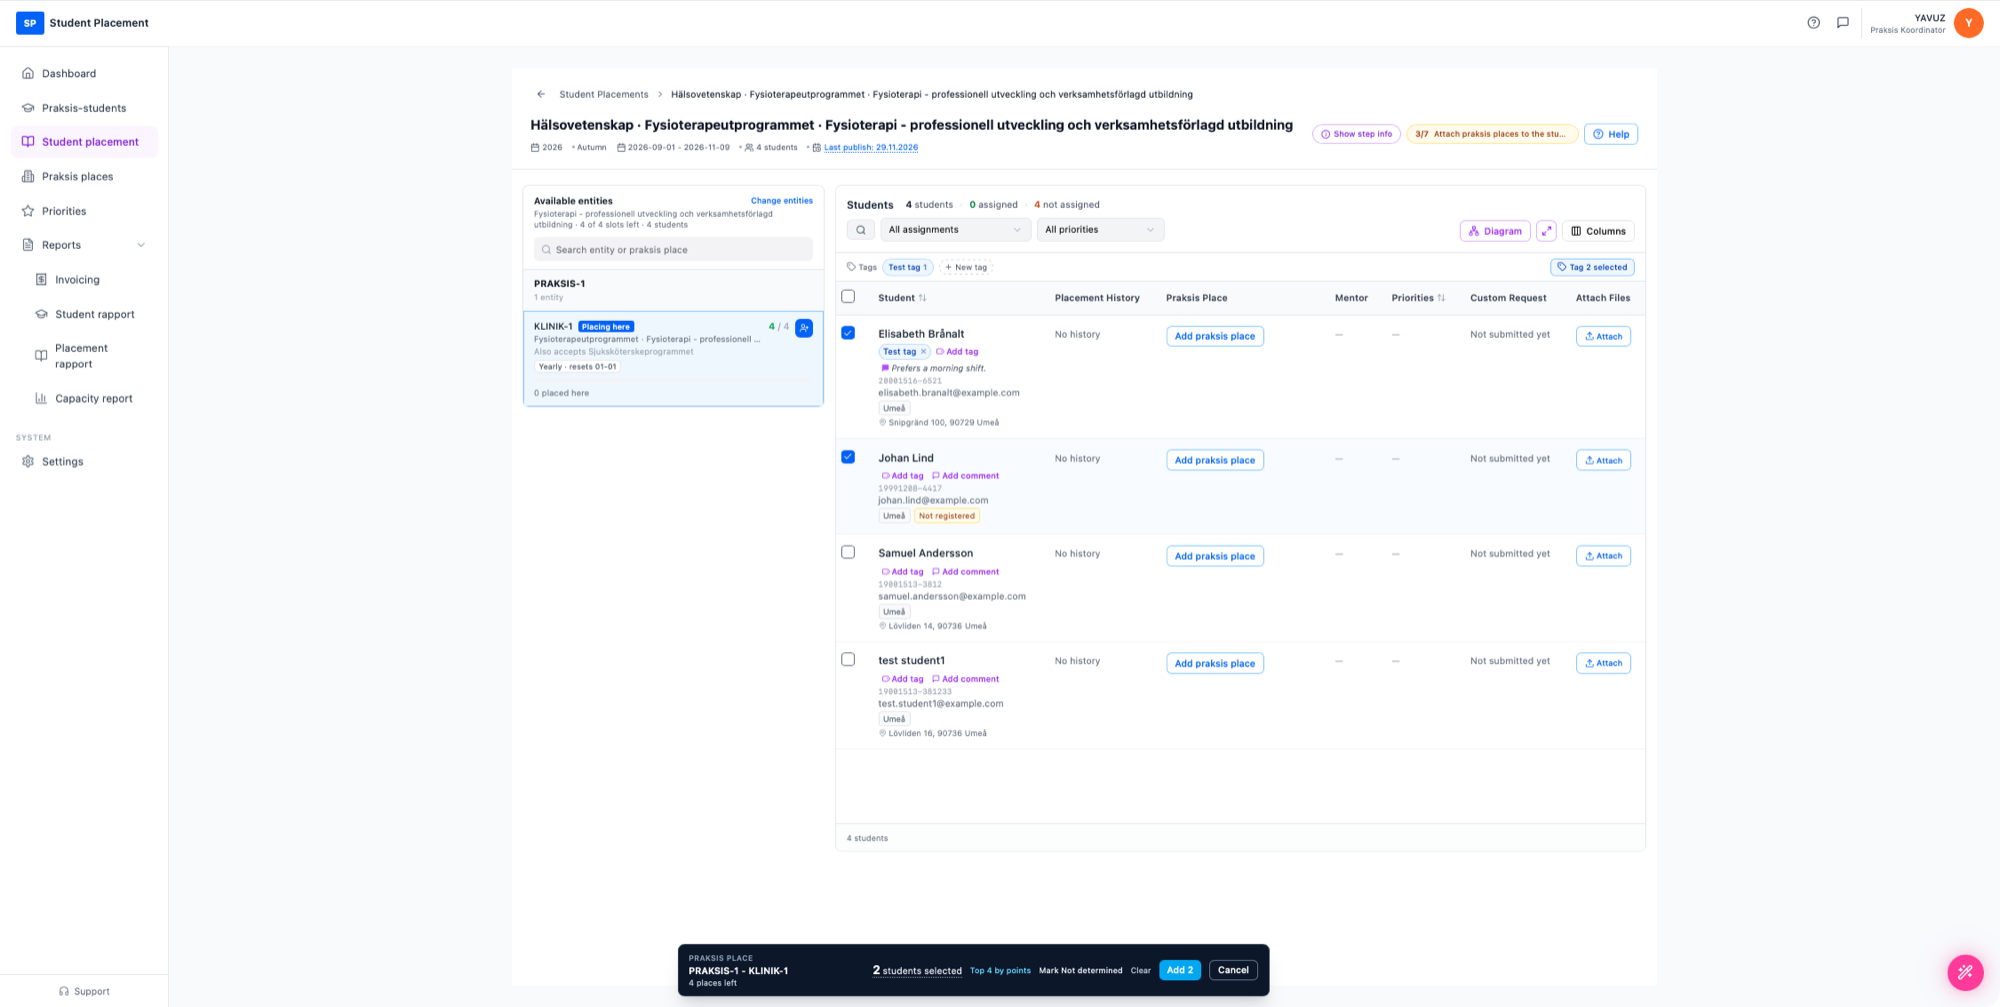 SP Student Placement
YAVUZ
Praksis Koordinator
Y
Dashboard
Praksis-students
Student placement
Praksis places
Priorities
Reports
Invoicing
Student rapport
Placement
rapport
Capacity report
SYSTEM
Settings
Support
Student Placements > Hälsovetenskap · Fysioterapeutprogrammet · Fysioterapi - professionell utveckling och verksamhetsförlagd utbildning
Hälsovetenskap · Fysioterapeutprogrammet · Fysioterapi - professionell utveckling och verksamhetsförlagd utbildning
2026 • Autumn 2026-09-01 - 2026-11-09 • 4 students • Last publish: 29.11.2026
Show step info
3/7 Attach praksis places to the stu...
Help
Available entities
Change entities
Fysioterapi - professionell utveckling och verksamhetsförlagd
utbildning · 4 of 4 slots left · 4 students
Search entity or praksis place
PRAKSIS-1
1 entity
KLINIK-1 Placing here 4 / 4
Fysioterapeutprogrammet · Fysioterapi - professionell ...
Also accepts Sjuksköterskeprogrammet
Yearly · resets 01-01
0 placed here
Students 4 students · 0 assigned · 4 not assigned
All assignments
All priorities
Diagram
Columns
Tags Test tag 1 + New tag
Tag 2 selected
Student Placement History Praksis Place Mentor Priorities Custom Request Attach Files
Elisabeth Brånalt No history Add praksis place — — Not submitted yet Attach
Test tag × Add tag
Prefers a morning shift.
20001516-6521
elisabeth.branalt@example.com
Umeå
Snipgränd 100, 90729 Umeå
Johan Lind No history Add praksis place — — Not submitted yet Attach
Add tag Add comment
19991208-4417
johan.lind@example.com
Umeå Not registered
Samuel Andersson No history Add praksis place — — Not submitted yet Attach
Add tag Add comment
19001513-3812
samuel.andersson@example.com
Umeå
Lövliden 14, 90736 Umeå
test student1 No history Add praksis place — — Not submitted yet Attach
Add tag Add comment
19001513-381233
test.student1@example.com
Umeå
Lövliden 16, 90736 Umeå
4 students
PRAKSIS PLACE
PRAKSIS-1 - KLINIK-1
4 places left
2 students selected Top 4 by points Mark Not determined Clear Add 2 Cancel